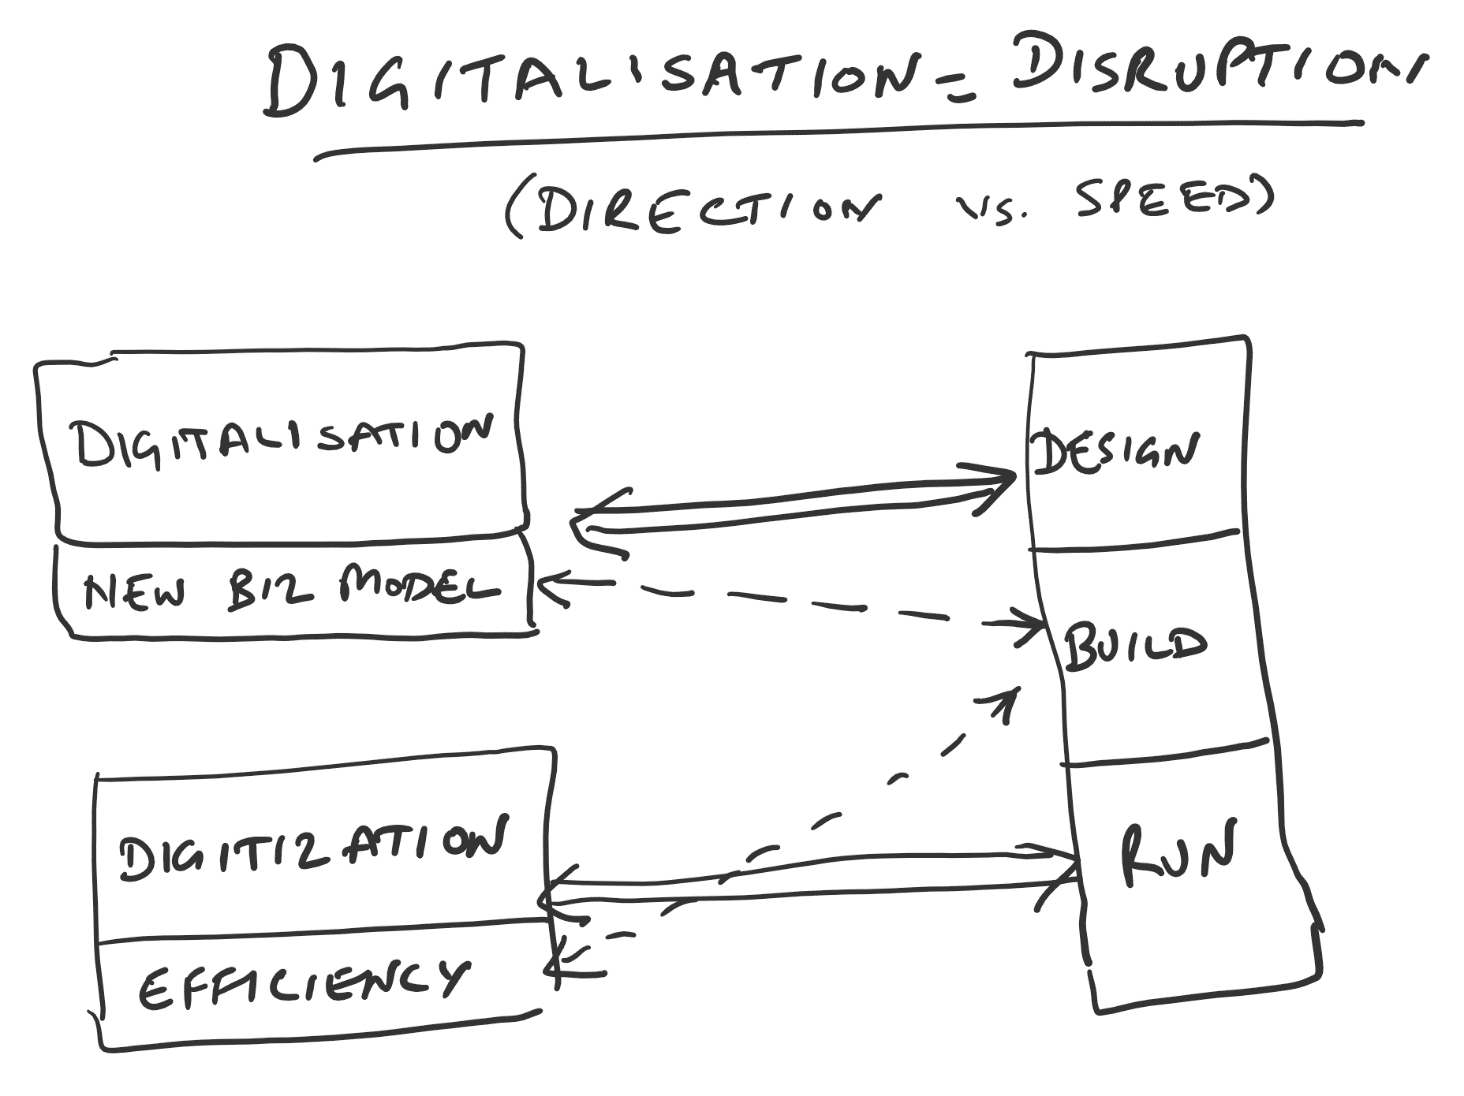 DIGITALISATION = DISRUPTION
(DIRECTION VS. SPEED)
DIGITALISATION
NEW BIZ MODEL
DESIGN
BUILD
RUN
DIGITIZATION
EFFICIENCY